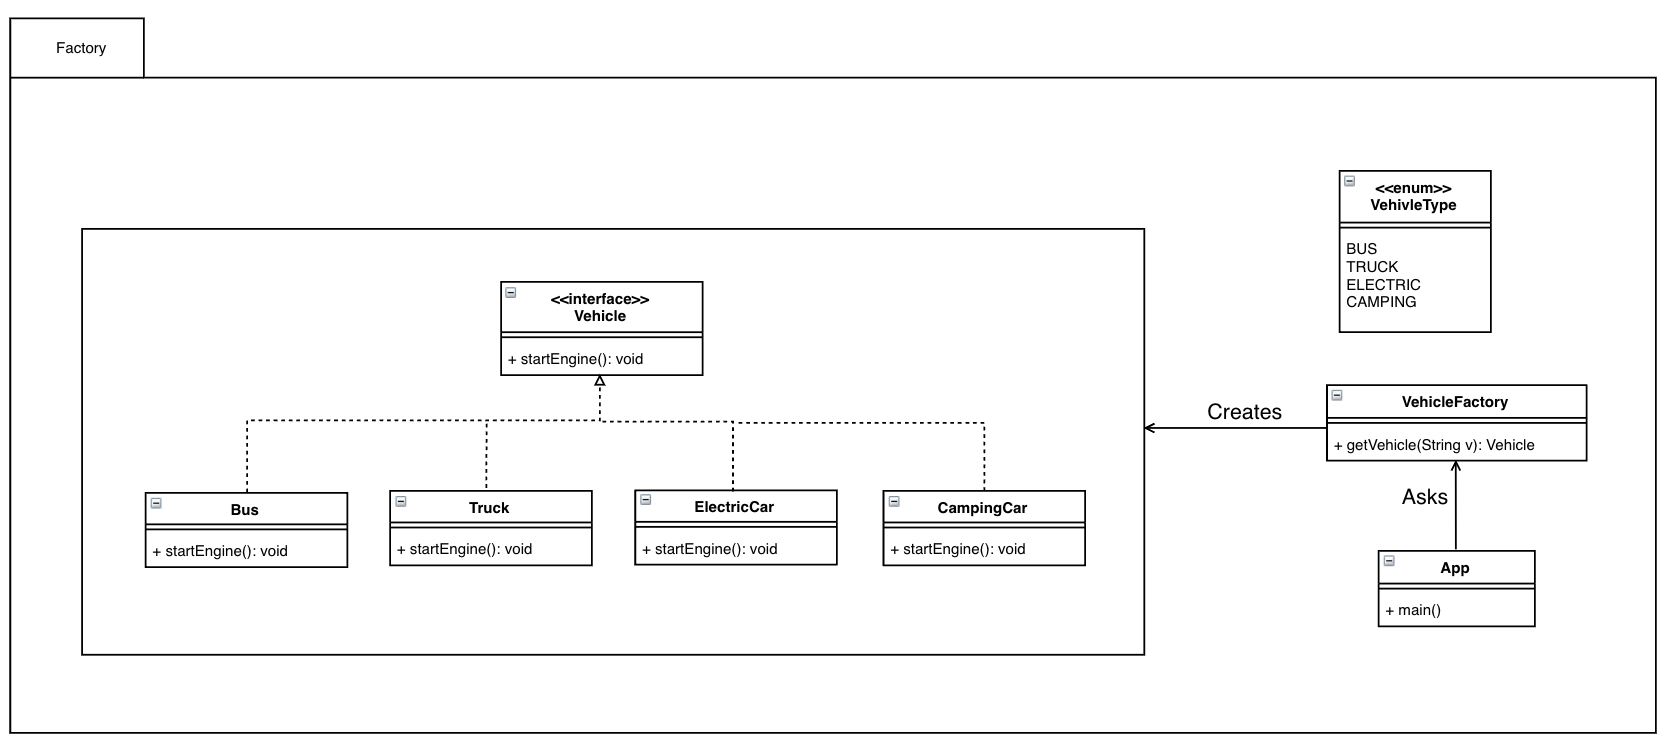 Factory
<<enum>>
VehivleType
BUS
TRUCK
ELECTRIC
CAMPING
<<interface>>
Vehicle
+ startEngine(): void
Creates
VehicleFactory
+ getVehicle(String v): Vehicle
Asks
Bus
+ startEngine(): void
Truck
+ startEngine(): void
ElectricCar
+ startEngine(): void
CampingCar
+ startEngine(): void
App
+ main()